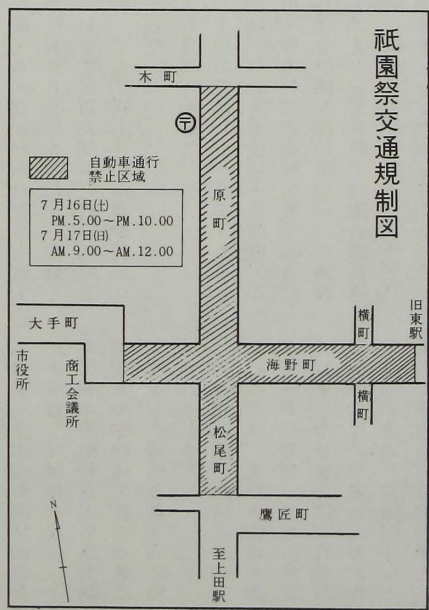 祇園祭交通規制図
木町
〒
自動車通行
禁止区域
7月16日(土)
PM.5.00〜PM.10.00
7月17日(日)
AM.9.00〜AM.12.00
原町
大手町
市役所
商工会議所
横町
旧東駅
海野町
横町
松尾町
鷹匠町
至上田駅
N